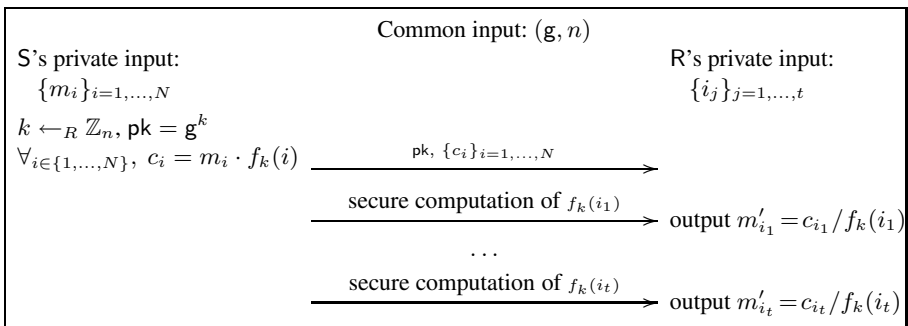 Common input: (g, n)
S's private input:
R's private input:
{m_i}_{i=1,...,N}
{i_j}_{j=1,...,t}
k ←_R ℤ_n, pk = g^k
∀_{i∈{1,...,N}}, c_i = m_i · f_k(i)
pk, {c_i}_{i=1,...,N}
secure computation of f_k(i_1)
output m'_{i_1} = c_{i_1}/f_k(i_1)
...
secure computation of f_k(i_t)
output m'_{i_t} = c_{i_t}/f_k(i_t)